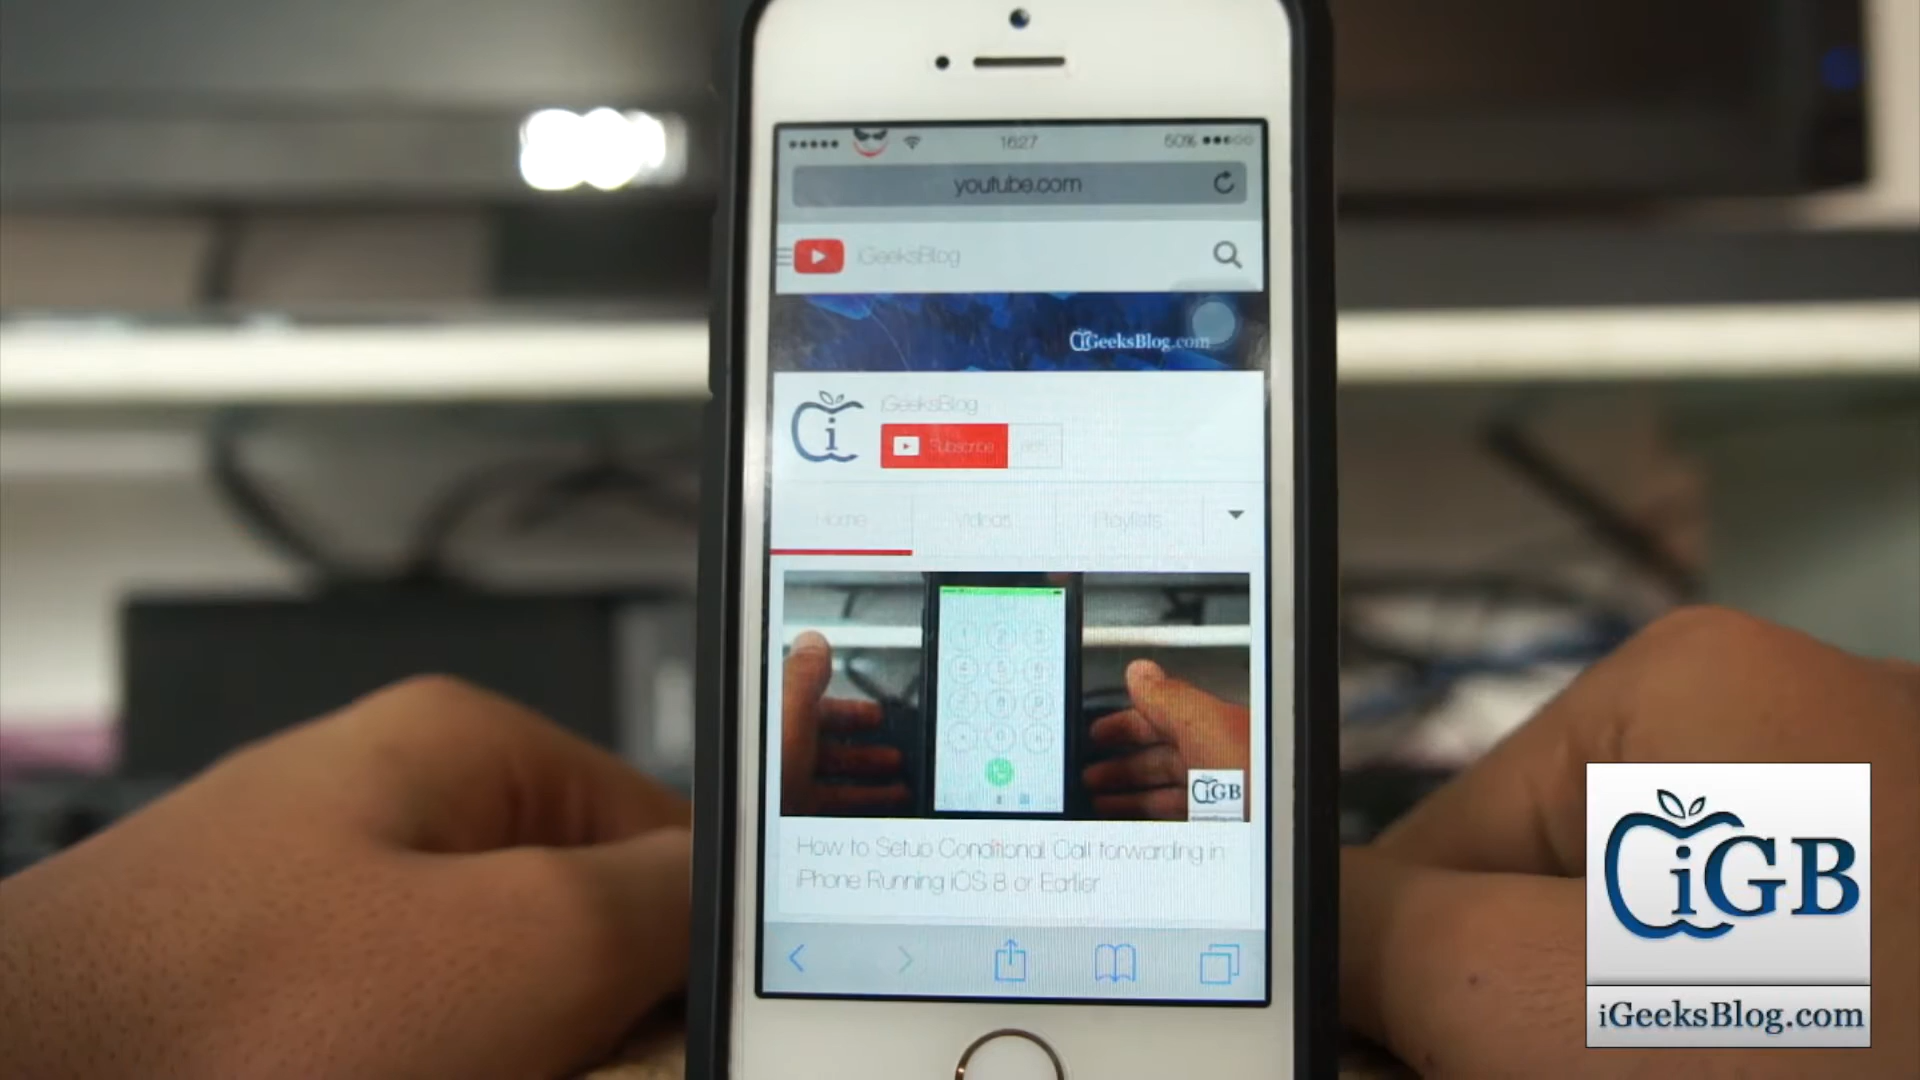 16:27
50%
youtube.com
iGeeksBlog
iGeeksBlog.com
iGeeksBlog
Subscribe
Home Videos Playlists
iGB
How to Setup Conditional Call forwarding in
iPhone Running iOS 8 or Earlier
iGB
iGeeksBlog.com